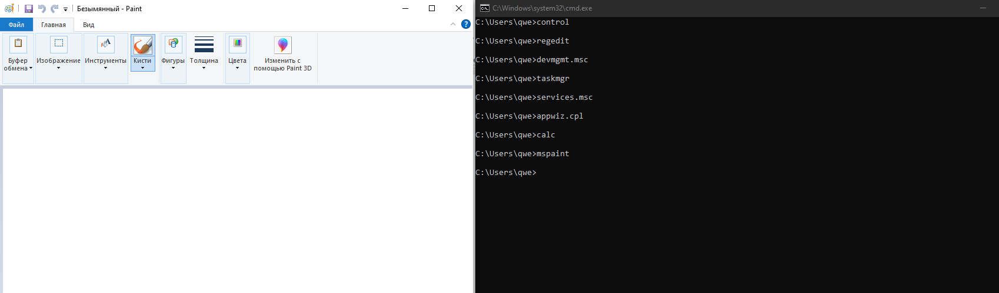 Безымянный - Paint
Файл
Главная
Вид
Буфер
обмена
Изображение
Инструменты
Кисти
Фигуры
Толщина
Цвета
Изменить с
помощью Paint 3D
C:\Windows\system32\cmd.exe
C:\Users\qwe>control
C:\Users\qwe>regedit
C:\Users\qwe>devmgmt.msc
C:\Users\qwe>taskmgr
C:\Users\qwe>services.msc
C:\Users\qwe>appwiz.cpl
C:\Users\qwe>calc
C:\Users\qwe>mspaint
C:\Users\qwe>